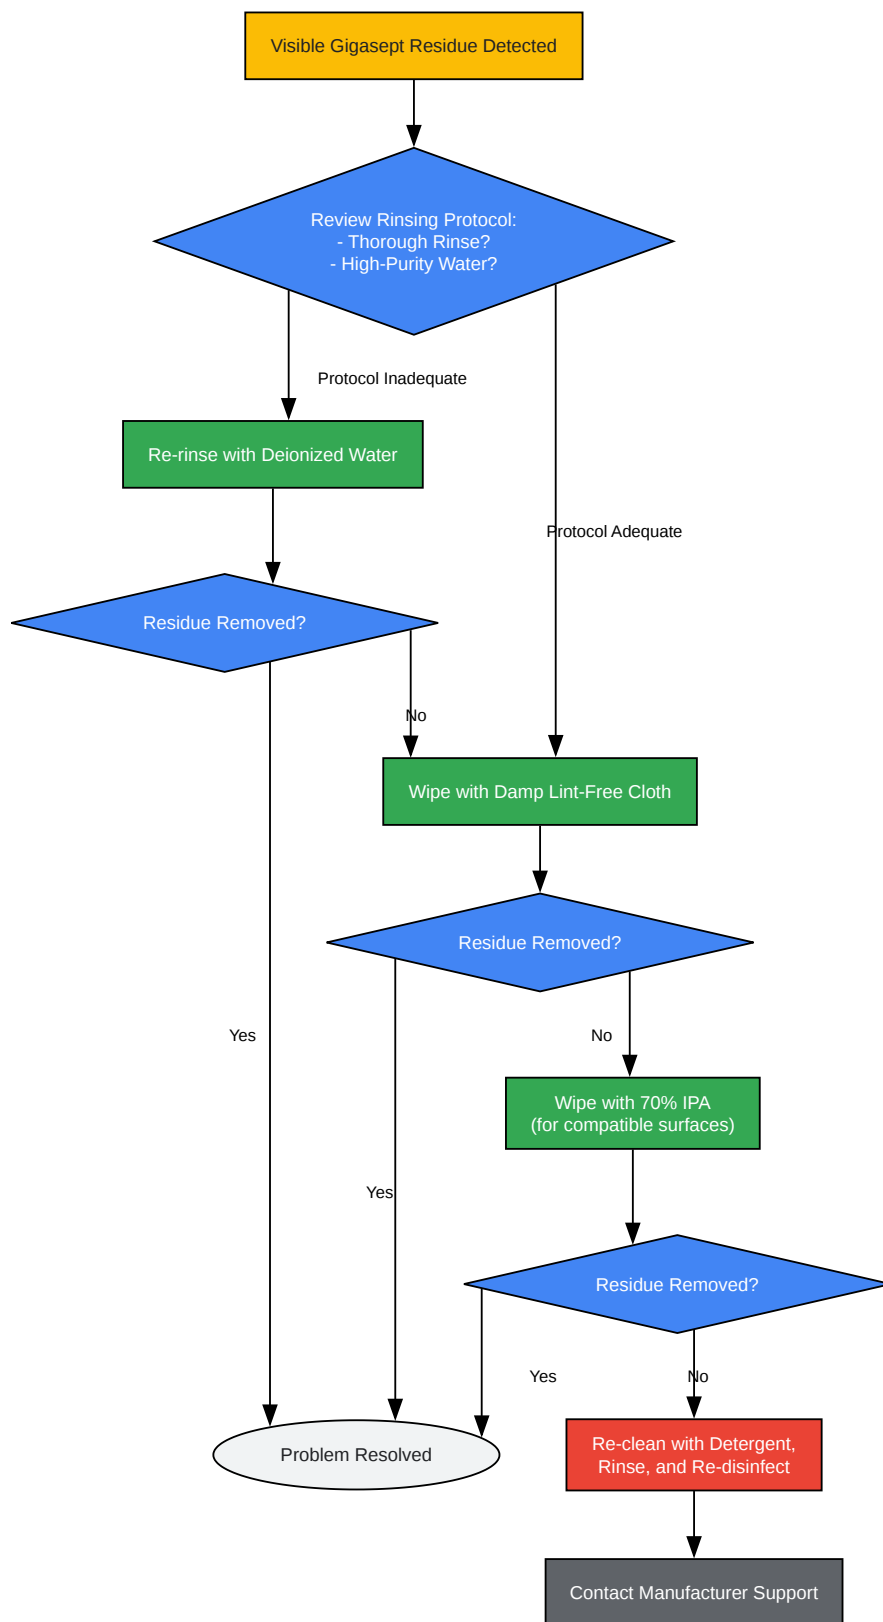 Visible Gigasept Residue Detected
Review Rinsing Protocol:
- Thorough Rinse?
- High-Purity Water?
Protocol Inadequate
Re-rinse with Deionized Water
Protocol Adequate
Residue Removed?
No
Wipe with Damp Lint-Free Cloth
Residue Removed?
Yes
No
Wipe with 70% IPA
(for compatible surfaces)
Yes
Residue Removed?
Yes
No
Problem Resolved
Re-clean with Detergent,
Rinse, and Re-disinfect
Contact Manufacturer Support